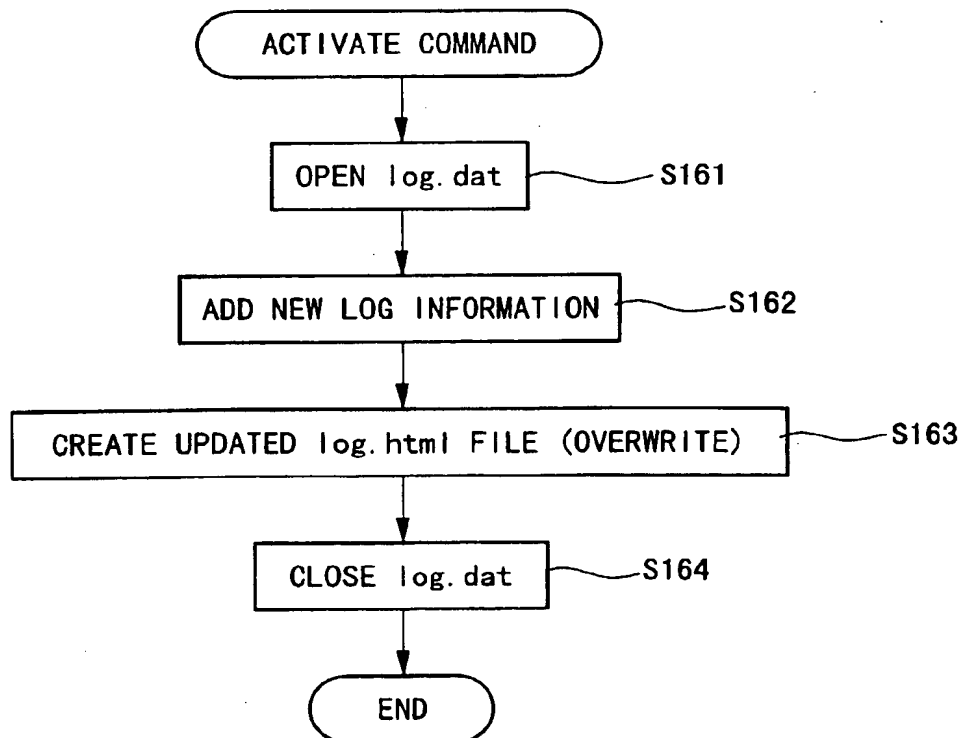 ACTIVATE COMMAND
OPEN log.dat
S161
ADD NEW LOG INFORMATION
S162
CREATE UPDATED log.html FILE (OVERWRITE)
S163
CLOSE log.dat
S164
END